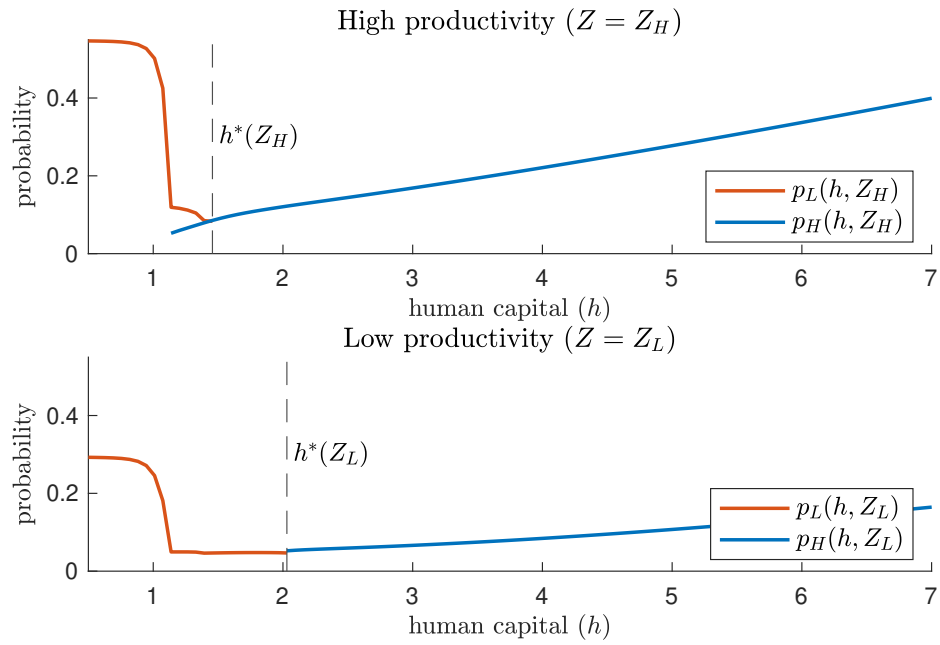 High productivity (Z = Z_H)
probability
0.4
0.2
0
h*(Z_H)
p_L(h, Z_H)
p_H(h, Z_H)
1 2 3 4 5 6 7
human capital (h)
Low productivity (Z = Z_L)
probability
0.4
0.2
0
h*(Z_L)
p_L(h, Z_L)
p_H(h, Z_L)
1 2 3 4 5 6 7
human capital (h)